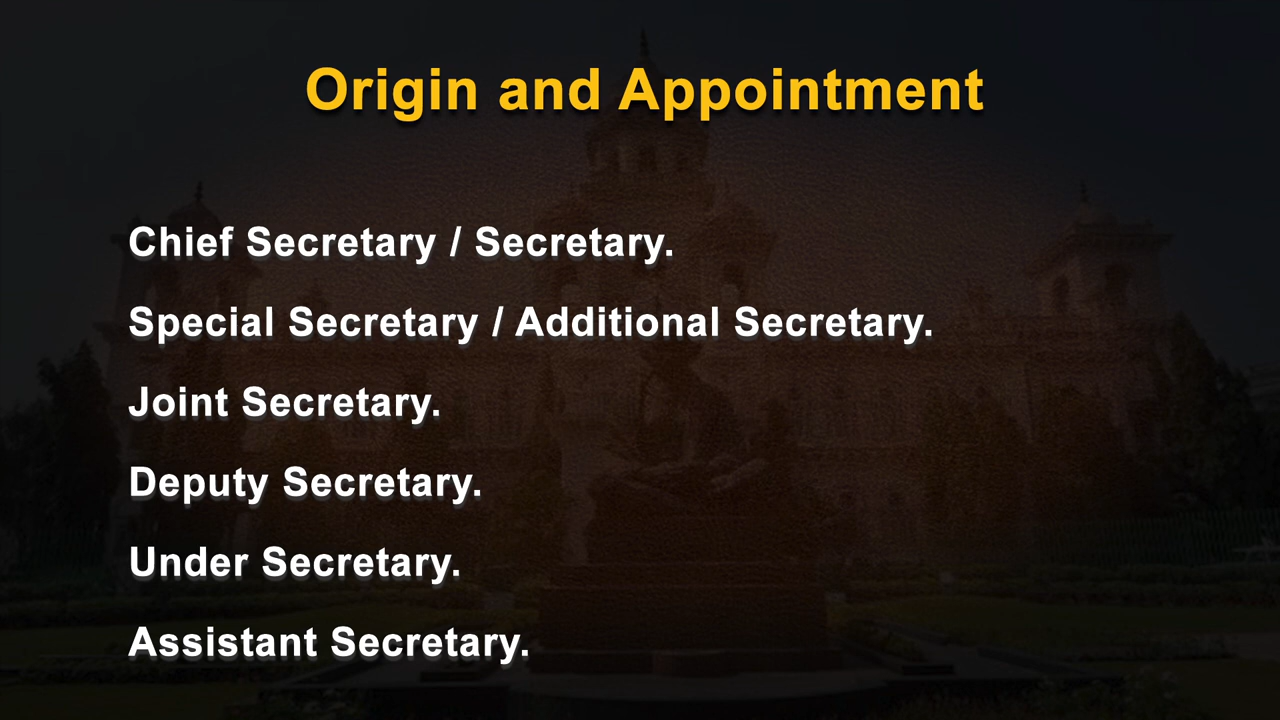 Origin and Appointment
Chief Secretary / Secretary.
Special Secretary / Additional Secretary.
Joint Secretary.
Deputy Secretary.
Under Secretary.
Assistant Secretary.